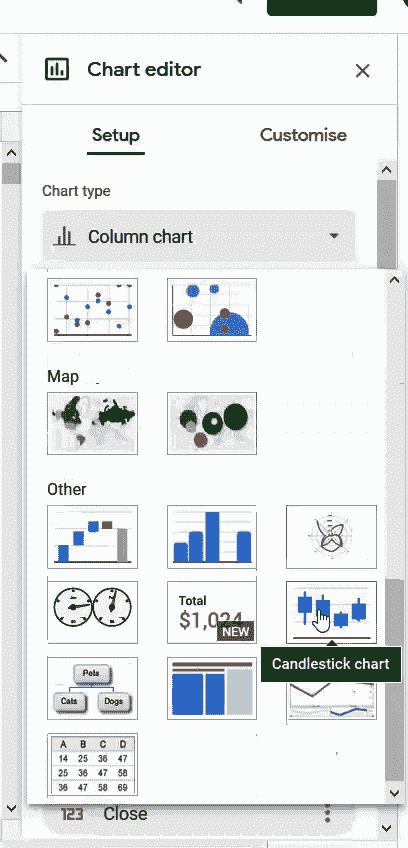 Chart editor
Setup
Customise
Chart type
Column chart
Map
Other
Total
$1,024
NEW
Candlestick chart
Pets
Cats Dogs
A B C D
14 25 36 47
25 36 47 58
36 47 58 69
123 Close